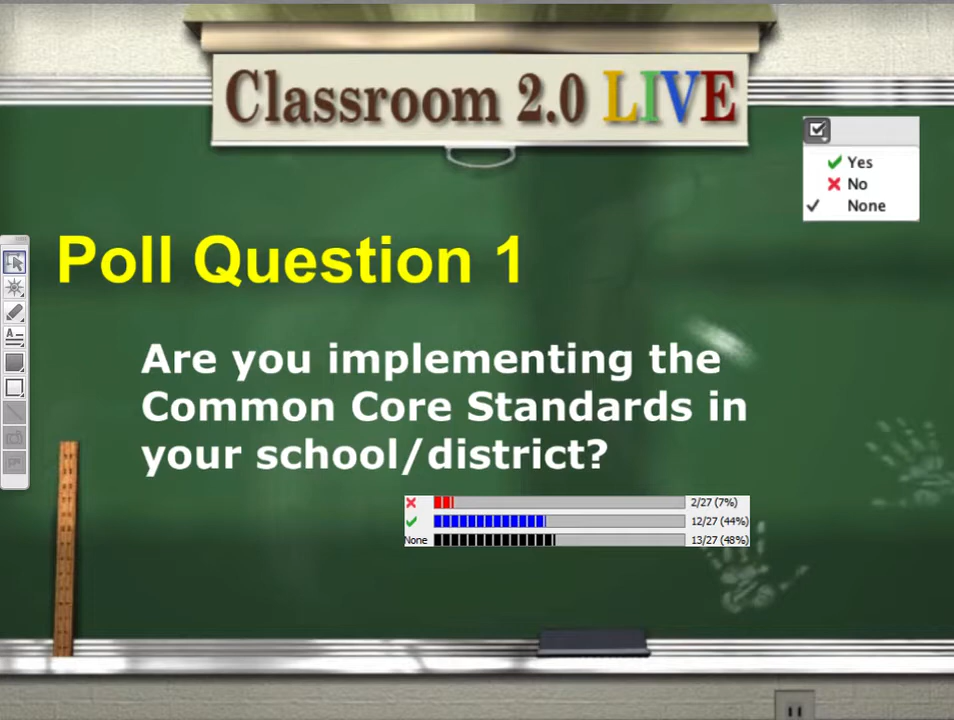 Classroom 2.0 LIVE
Yes
No
None
Poll Question 1
Are you implementing the
Common Core Standards in
your school/district?
2/27 (7%)
12/27 (44%)
None 13/27 (48%)